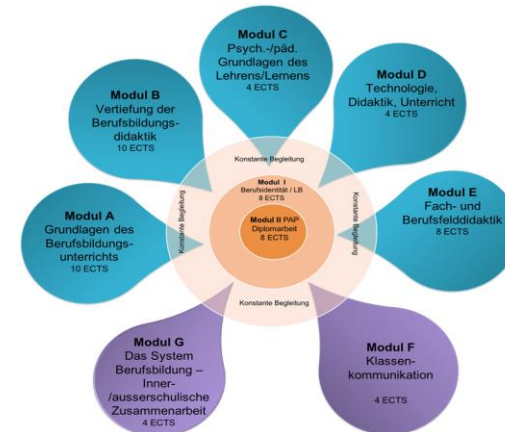 Modul C
Psych.-/päd.
Grundlagen des
Lehrens/Lernens
4 ECTS
Modul B
Vertiefung der
Berufsbildungs-
didaktik
10 ECTS
Modul D
Technologie,
Didaktik, Unterricht
4 ECTS
Modul A
Grundlagen des
Berufsbildungs-
unterrichts
10 ECTS
Konstante Begleitung
Konstante Begleitung
Modul I
Berufsidentität / LB
8 ECTS
Modul II PAP
Diplomarbeit
8 ECTS
Konstante Begleitung
Konstante Begleitung
Modul E
Fach- und
Berufsfelddidaktik
8 ECTS
Modul G
Das System
Berufsbildung –
Inner-
/ausserschulische
Zusammenarbeit
4 ECTS
Modul F
Klassen-
kommunikation
4 ECTS